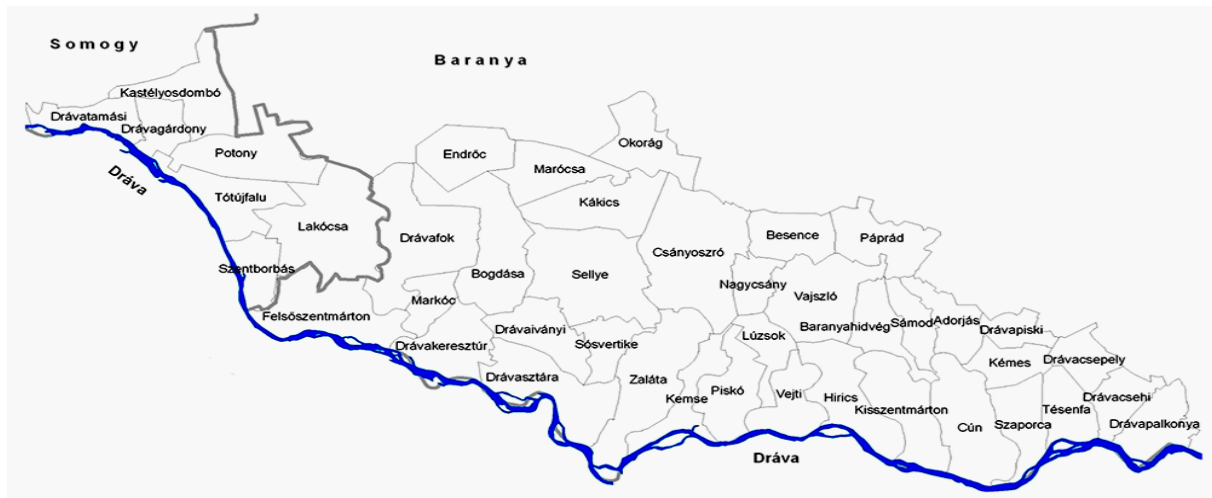 Somogy
Baranya
Kastélyosdombó
Drávatamási
Drávagárdony
Okorág
Potony
Endrőc
Marócsa
Dráva
Tótújfalu
Kákics
Lakócsa
Drávafok
Besence
Páprád
Csányoszró
Szentborbás
Bogdása
Sellye
Nagycsány
Vajszló
Markóc
Felsőszentmárton
Drávaiványi
Baranyahidvég
Sámod
Adorjás
Drávapiski
Lúzsok
Drávakeresztúr
Sósvertike
Kémes
Drávacsepely
Drávasztára
Zaláta
Piskó
Vejti
Hirics
Kemse
Kisszentmárton
Drávacsehi
Tésenfa
Cún
Szaporca
Drávapalkonya
Dráva